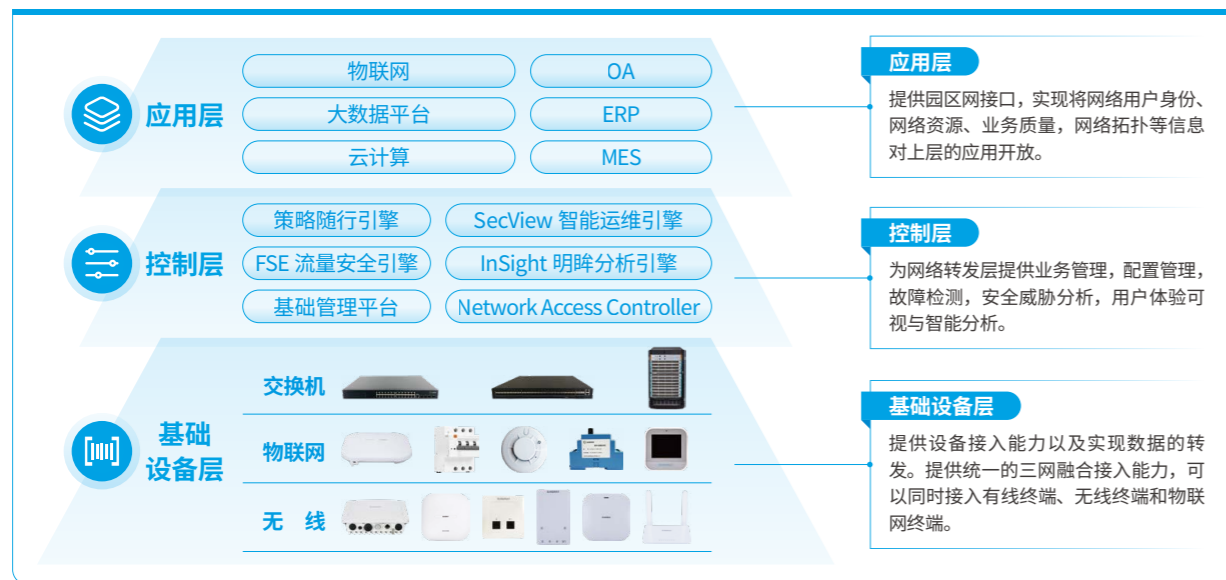 应用层
物联网
OA
大数据平台
ERP
云计算
MES
应用层
提供园区网接口，实现将网络用户身份、
网络资源、业务质量，网络拓扑等信息
对上层的应用开放。
控制层
策略随行引擎
SecView 智能运维引擎
FSE 流量安全引擎
InSight 明眸分析引擎
基础管理平台
Network Access Controller
控制层
为网络转发层提供业务管理，配置管理，
故障检测，安全威胁分析，用户体验可
视与智能分析。
基础
设备层
交换机
物联网
无 线
基础设备层
提供设备接入能力以及实现数据的转
发。提供统一的三网融合接入能力，可
以同时接入有线终端、无线终端和物联
网终端。